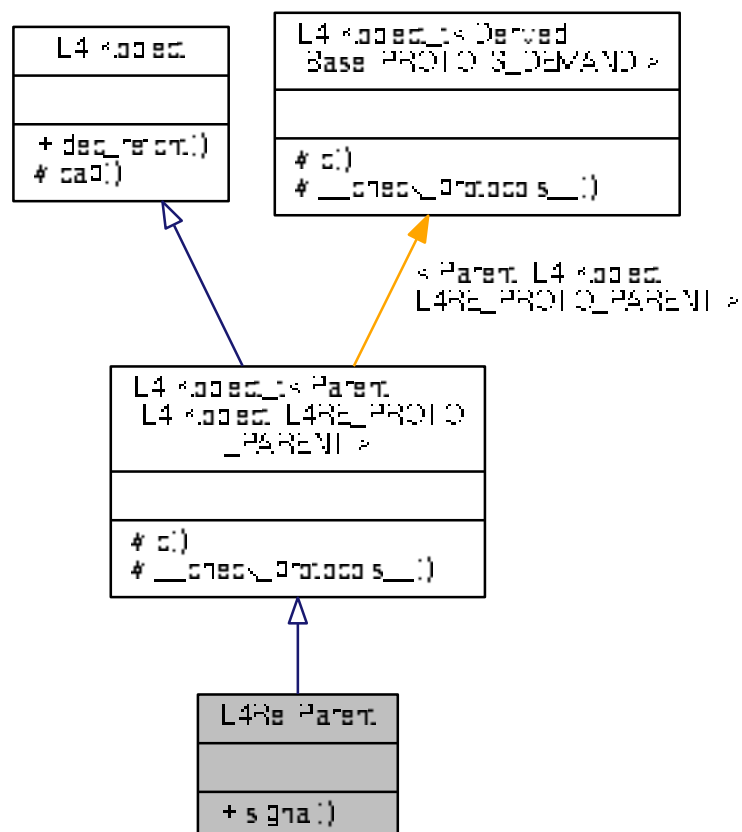 L4::Kobject
+ dec_refcnt()
# cap()
L4::Kobject_t< Derived,
Base, PROTO, S_DEMAND >
# c()
# __check_protocols__()
< Parent, L4::Kobject,
L4RE_PROTO_PARENT >
L4::Kobject_t< Parent,
L4::Kobject, L4RE_PROTO
_PARENT >
# c()
# __check_protocols__()
L4Re::Parent
+ signal()